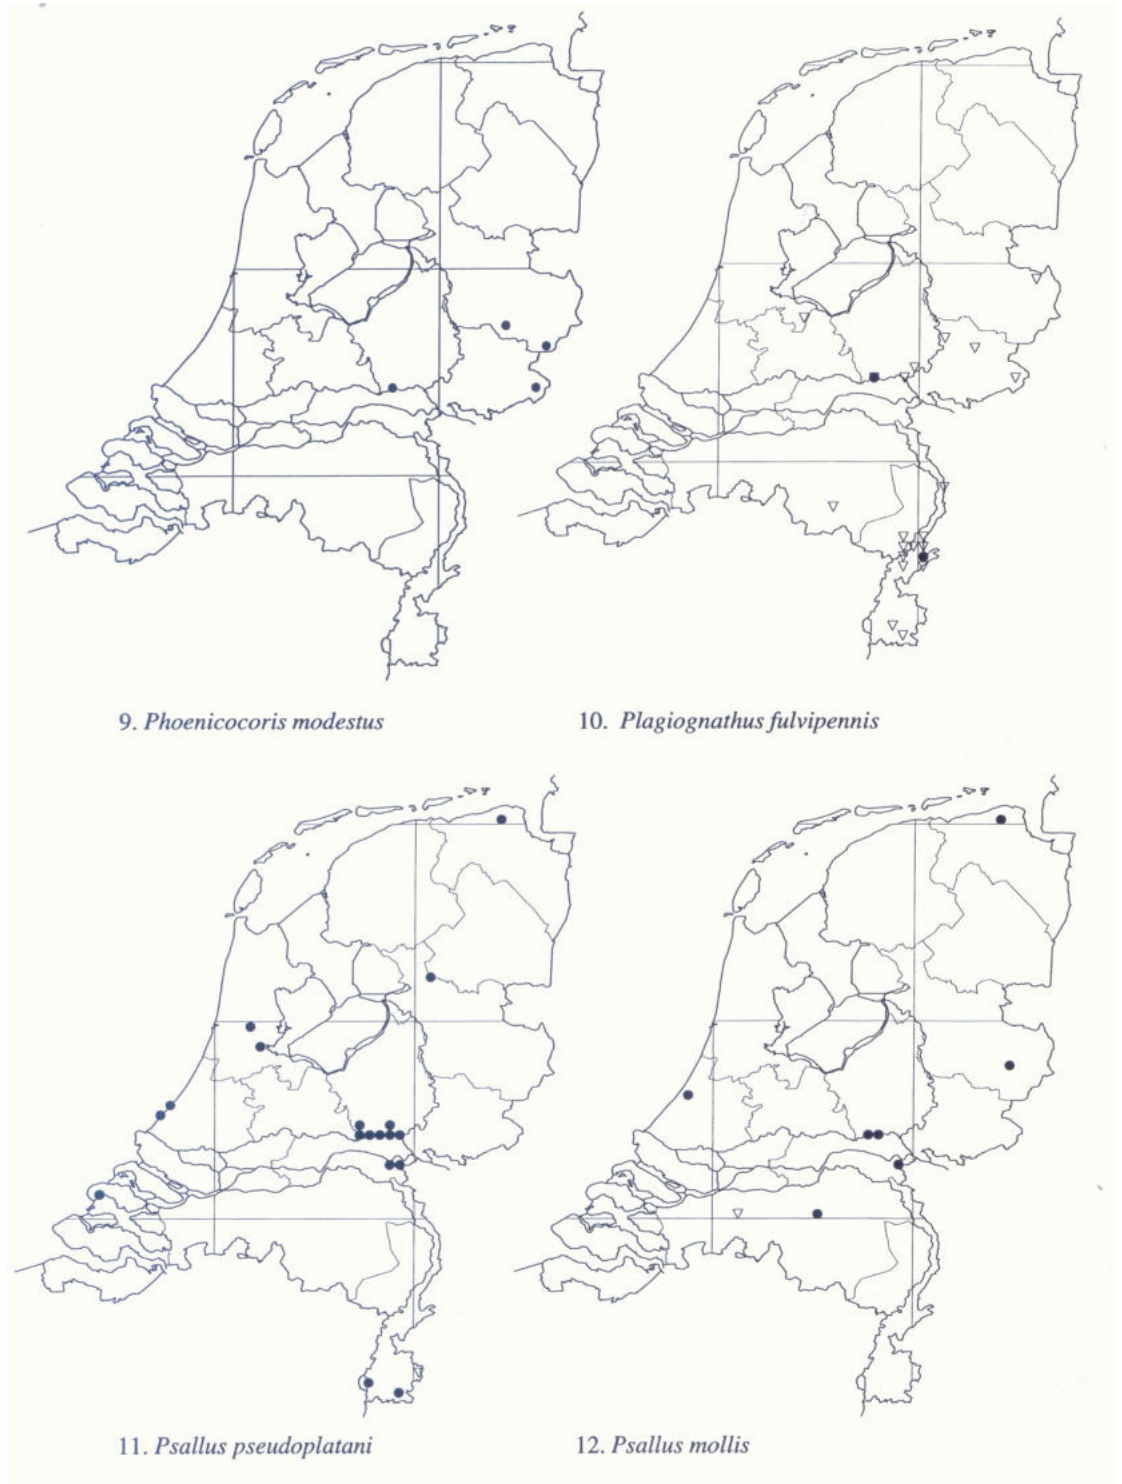 9. Phoenicocoris modestus
10. Plagiognathus fulvipennis
11. Psallus pseudoplatani
12. Psallus mollis